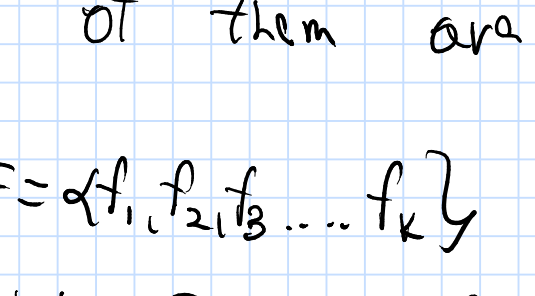 of them are
= {f₁, f₂, f₃ .... fₖ}